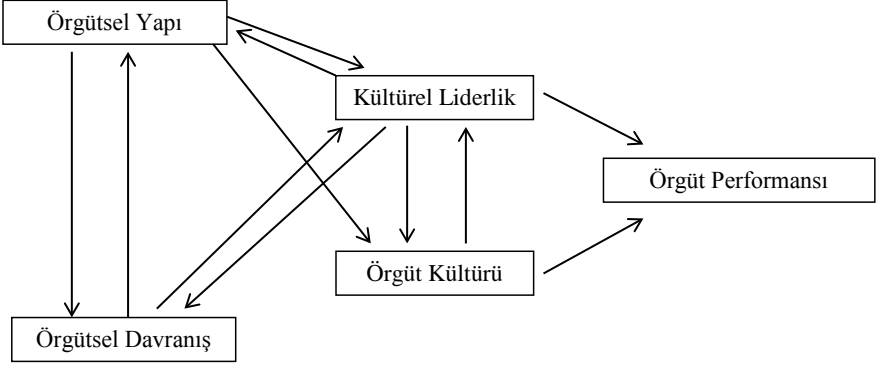 Örgütsel Yapı
Kültürel Liderlik
Örgüt Performansı
Örgüt Kültürü
Örgütsel Davranış